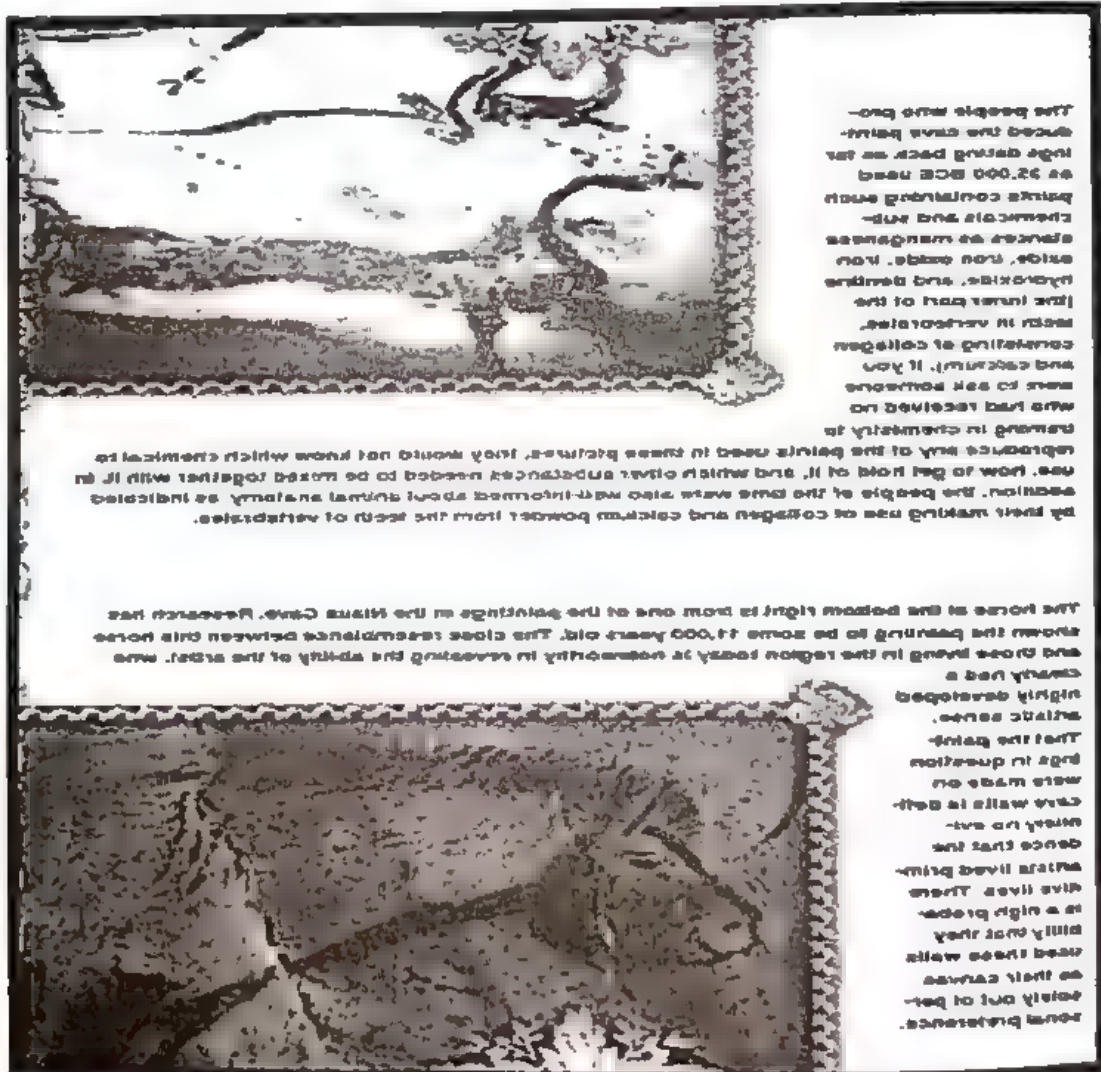 The people who pro-
duced the cave paint-
ings dating back as far
as 35,000 BCE used
paints containing such
chemicals and sub-
stances as manganese
oxide, iron oxide, iron
hydroxide, and dentine
(the inner part of the
teeth in vertebrates,
consisting of collagen
and calcium). If you
were to ask someone
who had received no
training in chemistry to
reproduce any of the paints used in these pictures, they would not know which chemical to
use, how to get hold of it, and which other substances needed to be mixed together with it. In
addition, the people of the time were also well-informed about animal anatomy, as indicated
by their making use of collagen and calcium powder from the teeth of vertebrates.
The horse at the bottom right is from one of the paintings in the Niaux Cave. Research has
shown the painting to be some 11,000 years old. The close resemblance between this horse
and those living in the region today is noteworthy in revealing the ability of the artist, who
clearly had a
highly developed
artistic sense.
That the paint-
ings in question
were made on
cave walls is defi-
nitely no evi-
dence that the
artists lived prim-
itive lives. There
is a high proba-
bility that they
used these walls
as their canvas
solely out of per-
sonal preference.